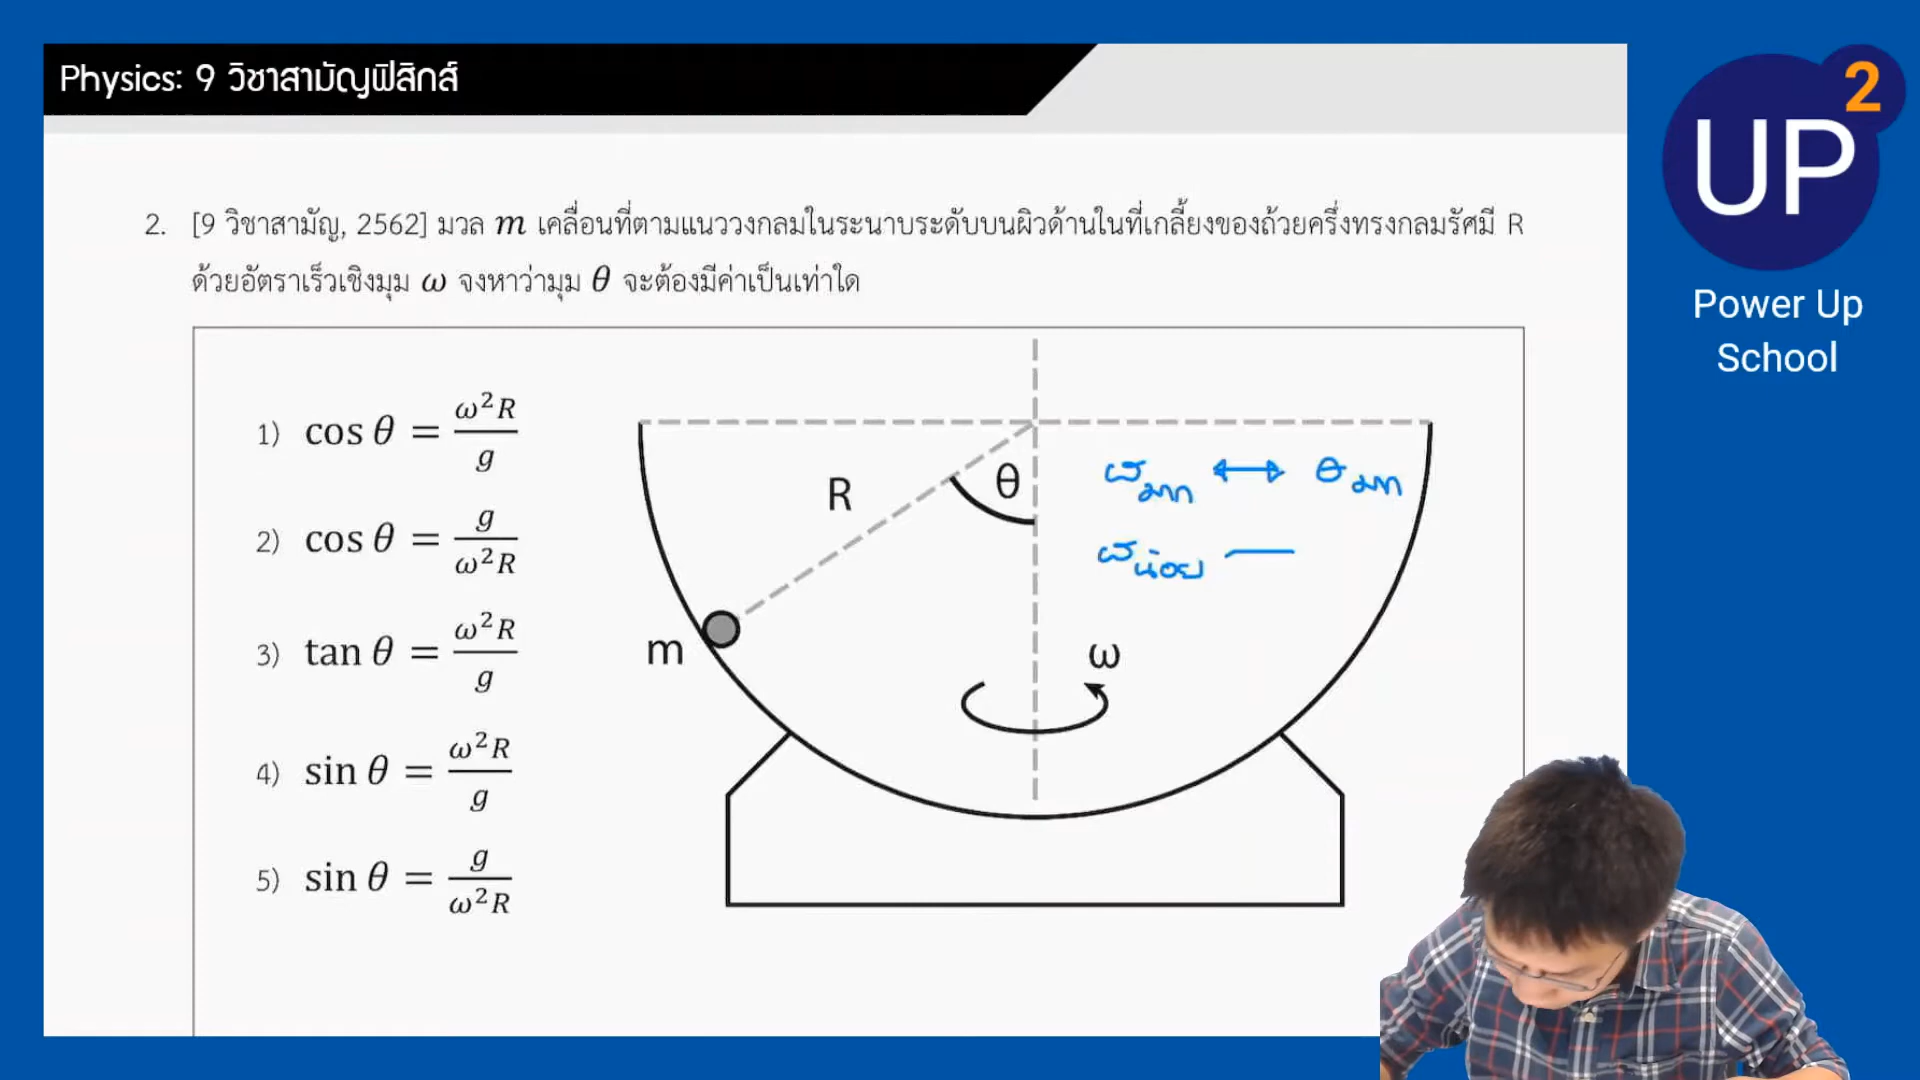 Physics: 9 วิชาสามัญฟิสิกส์
UP2
Power Up
School
2. [9 วิชาสามัญ, 2562] มวล m เคลื่อนที่ตามแนววงกลมในระนาบระดับบนผิวด้านในที่เกลี้ยงของถ้วยครึ่งทรงกลมรัศมี R
ด้วยอัตราเร็วเชิงมุม ω จงหาว่ามุม θ จะต้องมีค่าเป็นเท่าใด
1) cos θ = ω²R/g
2) cos θ = g/ω²R
3) tan θ = ω²R/g
4) sin θ = ω²R/g
5) sin θ = g/ω²R
R
θ
m
ω
ω มาก ↔ θ มาก
ω น้อย —